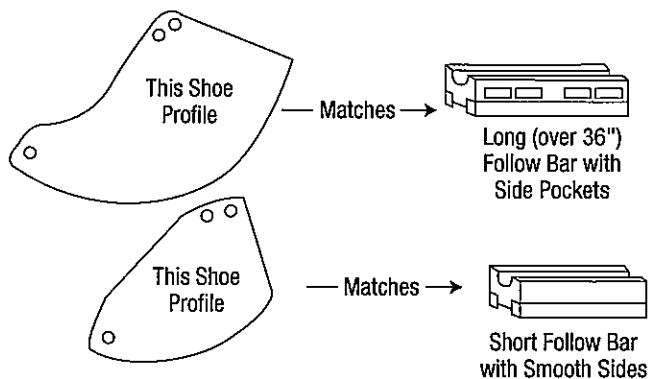 This Shoe
Profile
Matches
Long (over 36")
Follow Bar with
Side Pockets
This Shoe
Profile
Matches
Short Follow Bar
with Smooth Sides